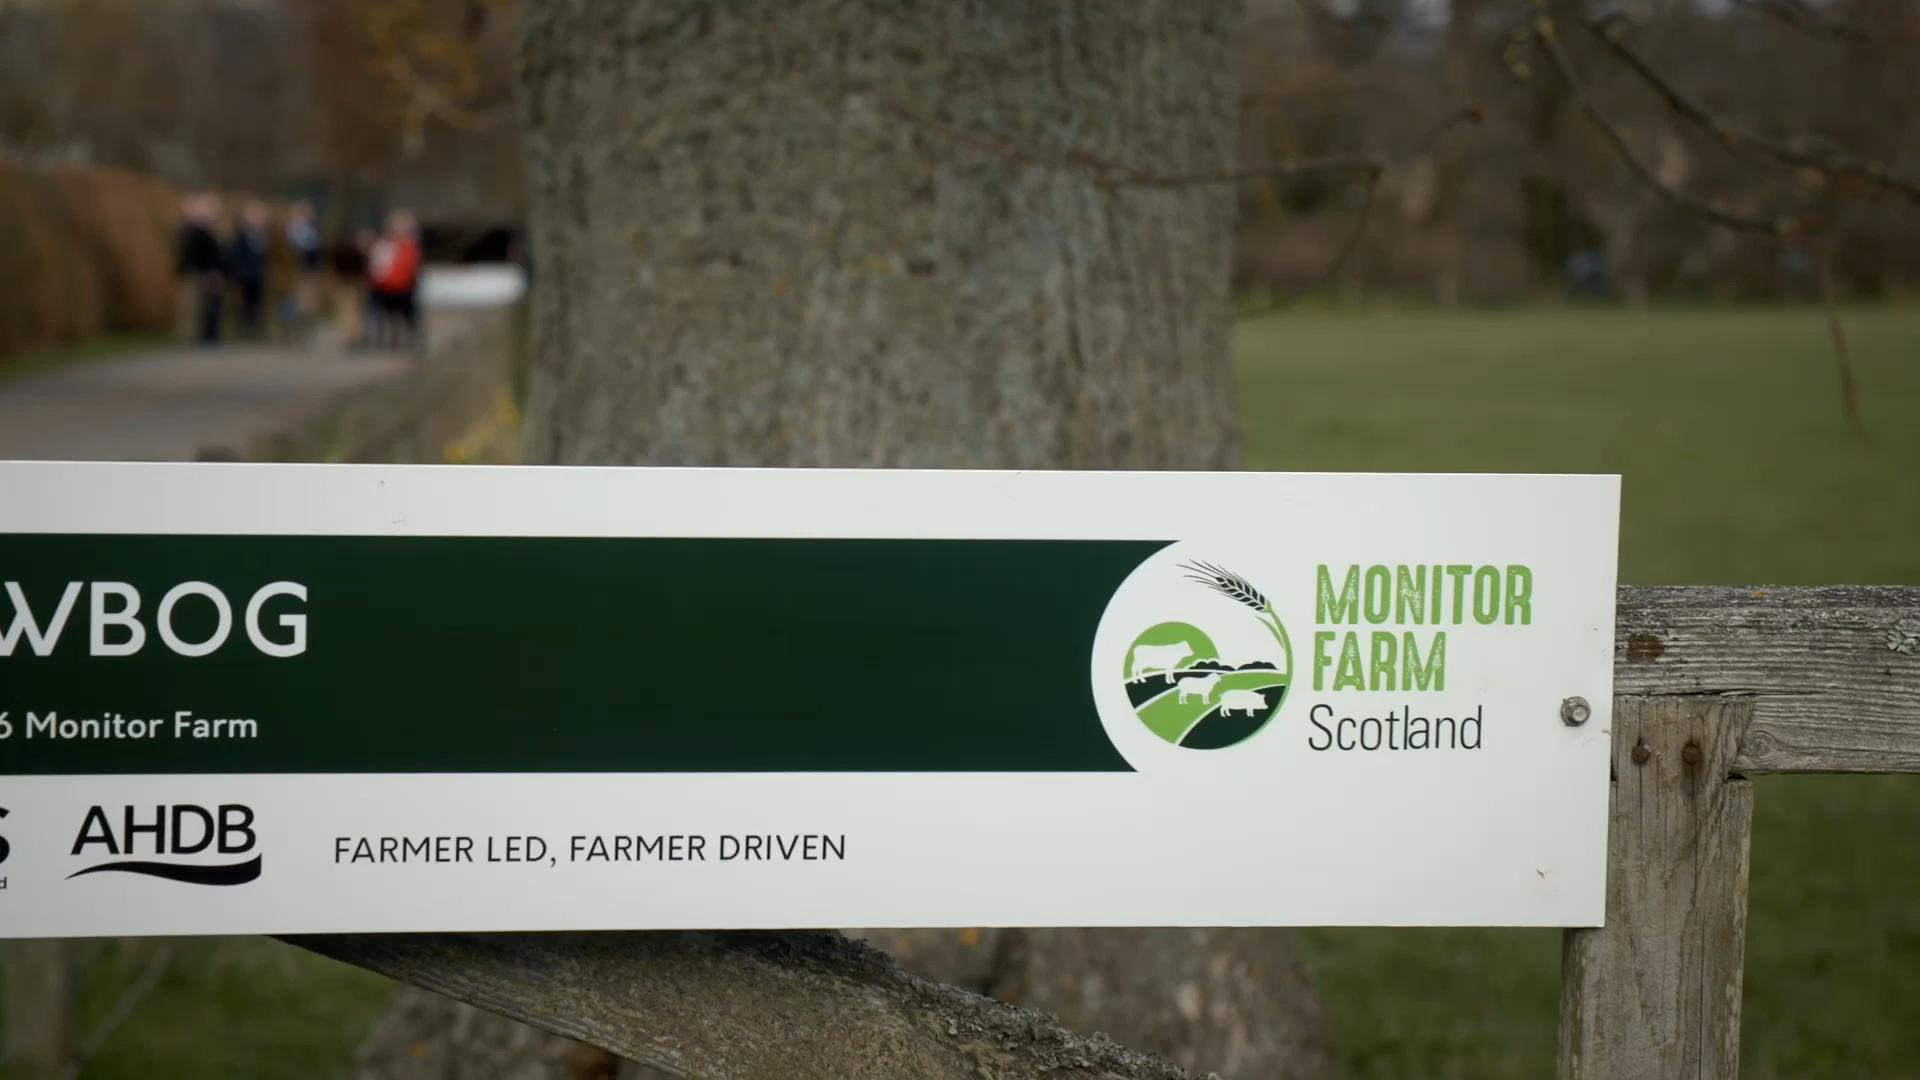 WBOG
6 Monitor Farm
MONITOR
FARM
Scotland
AHDB
FARMER LED, FARMER DRIVEN